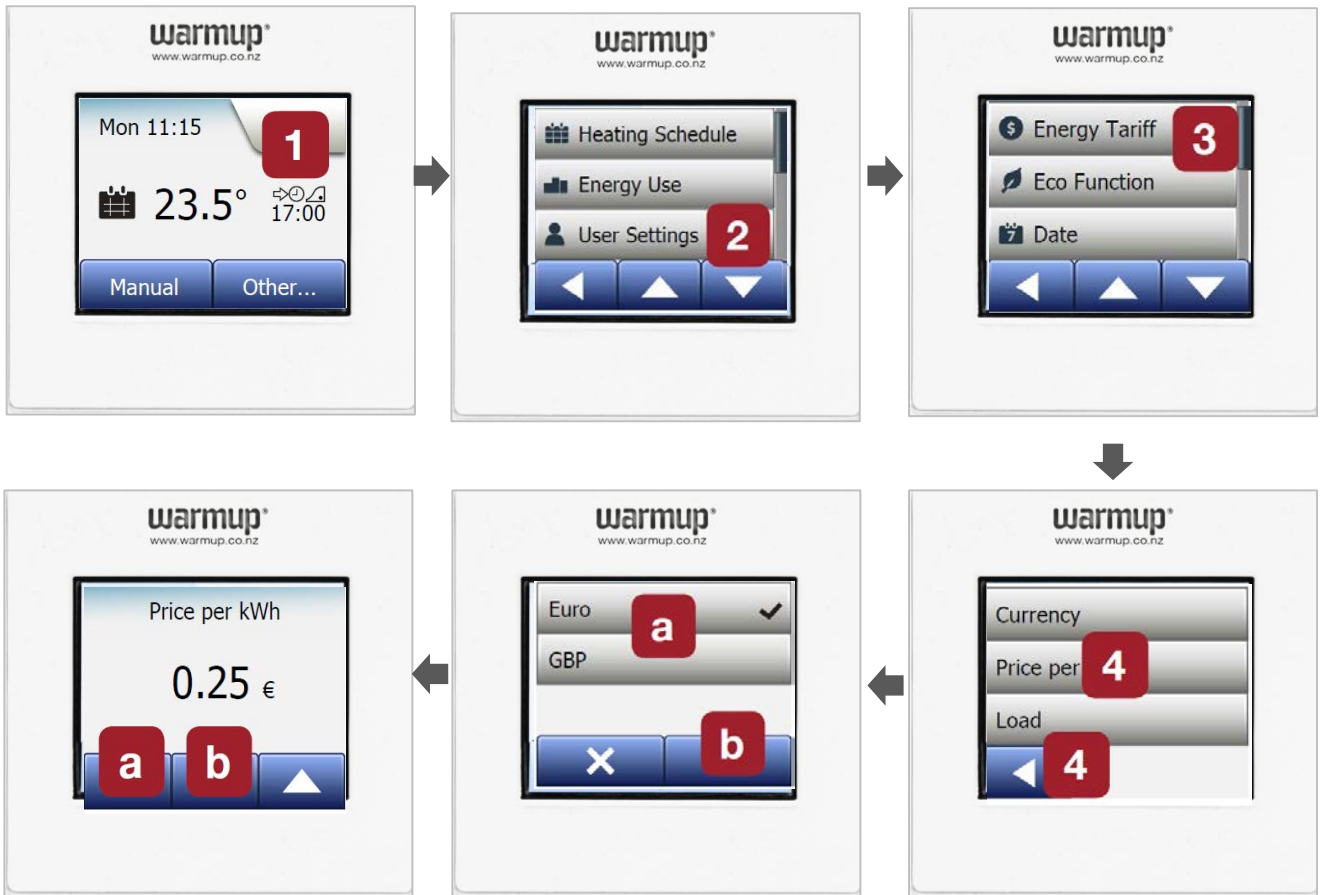 warmup
www.warmup.co.nz
Mon 11:15
1
23.5°
17:00
Manual
Other...
warmup
www.warmup.co.nz
Heating Schedule
Energy Use
User Settings
2
warmup
www.warmup.co.nz
Energy Tariff
3
Eco Function
7
Date
warmup
www.warmup.co.nz
Price per kWh
0.25 €
a
b
warmup
www.warmup.co.nz
Euro
a
GBP
b
warmup
www.warmup.co.nz
Currency
Price per
4
Load
4